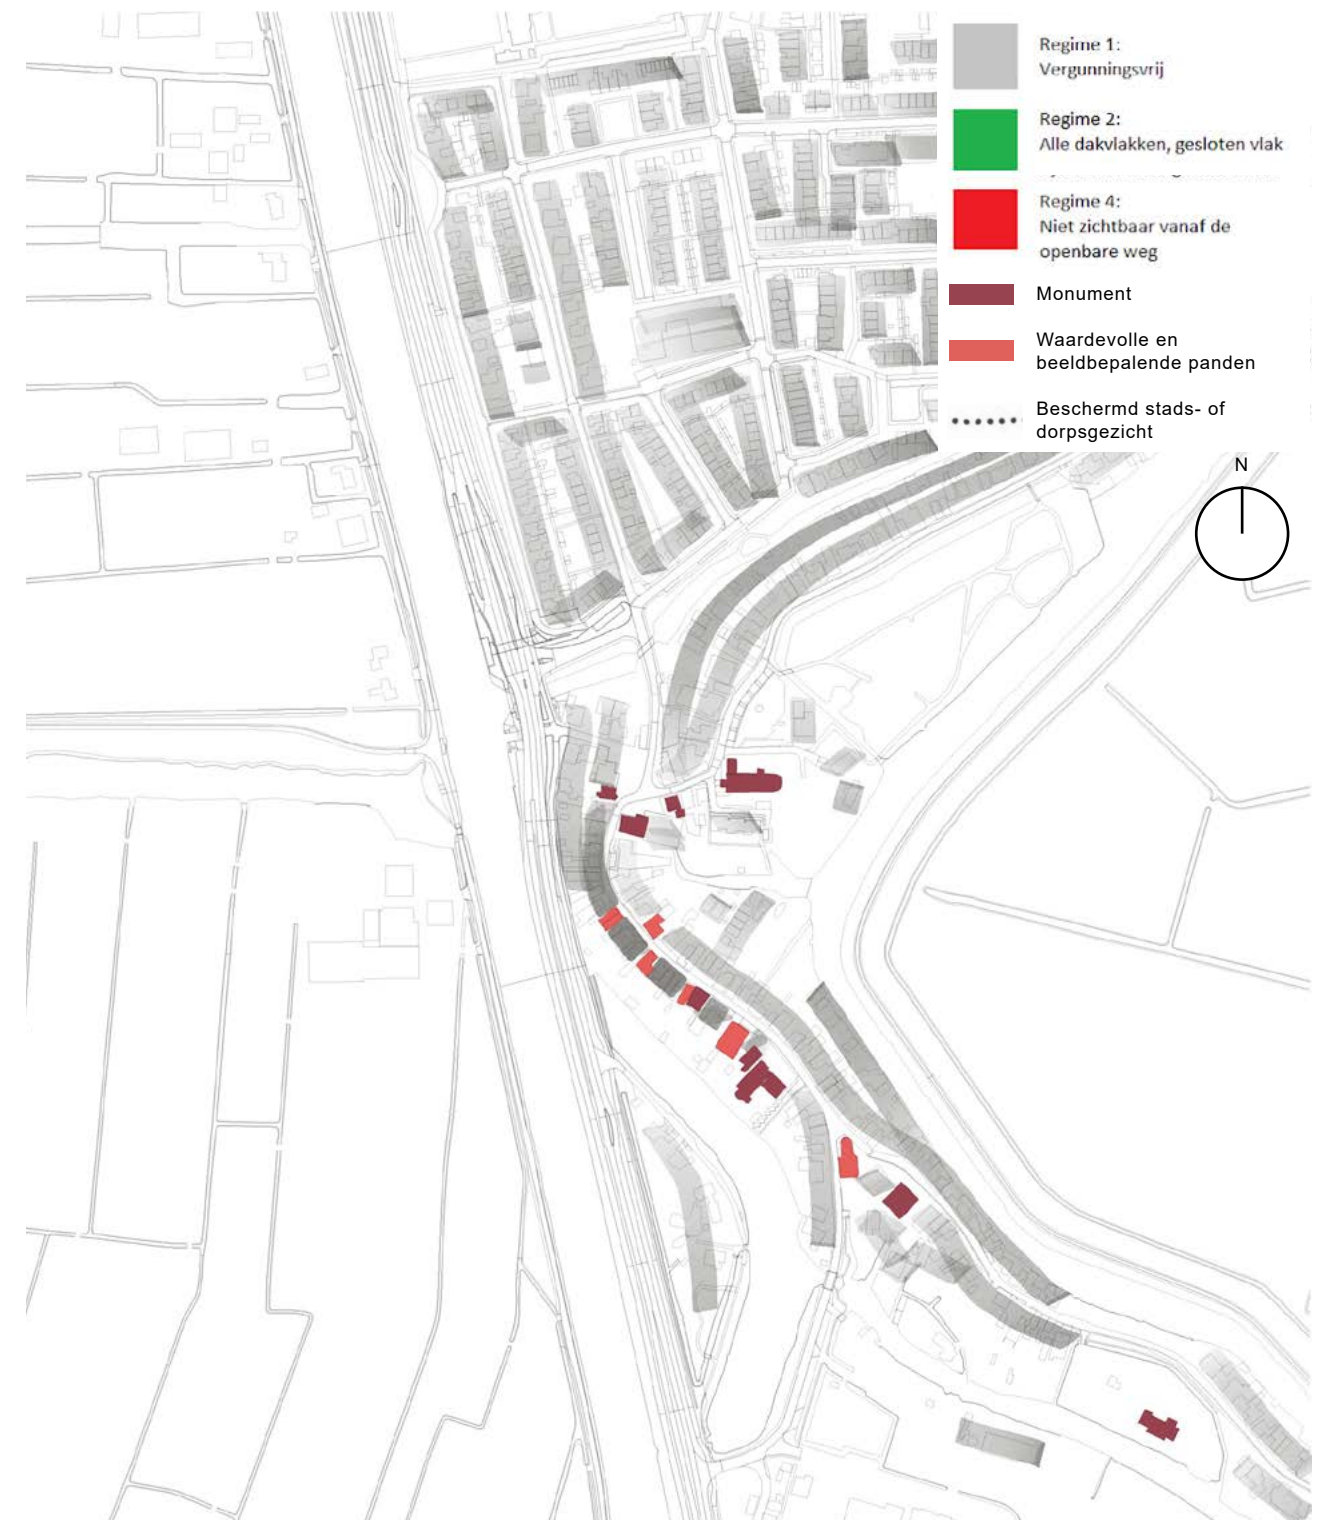 Regime 1:
Vergunningsvrij
Regime 2:
Alle dakvlakken, gesloten vlak
Regime 4:
Niet zichtbaar vanaf de
openbare weg
Monument
Waardevolle en
beeldbepalende panden
Beschermd stads- of
dorpsgezicht
N